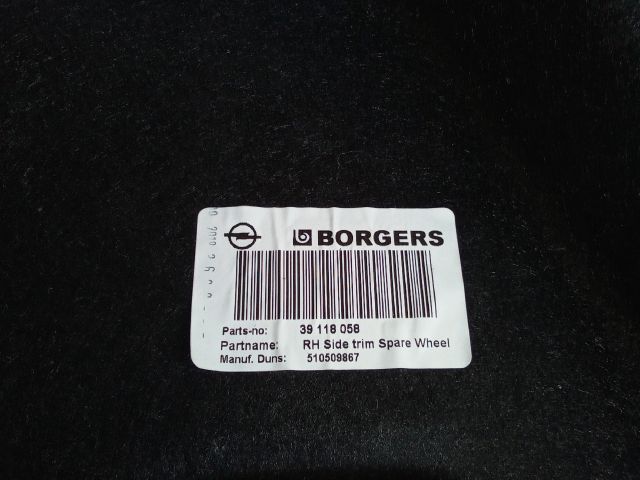 BORGERS
Parts-no: 39 118 058
Partname: RH Side trim Spare Wheel
Manuf. Duns: 510509867